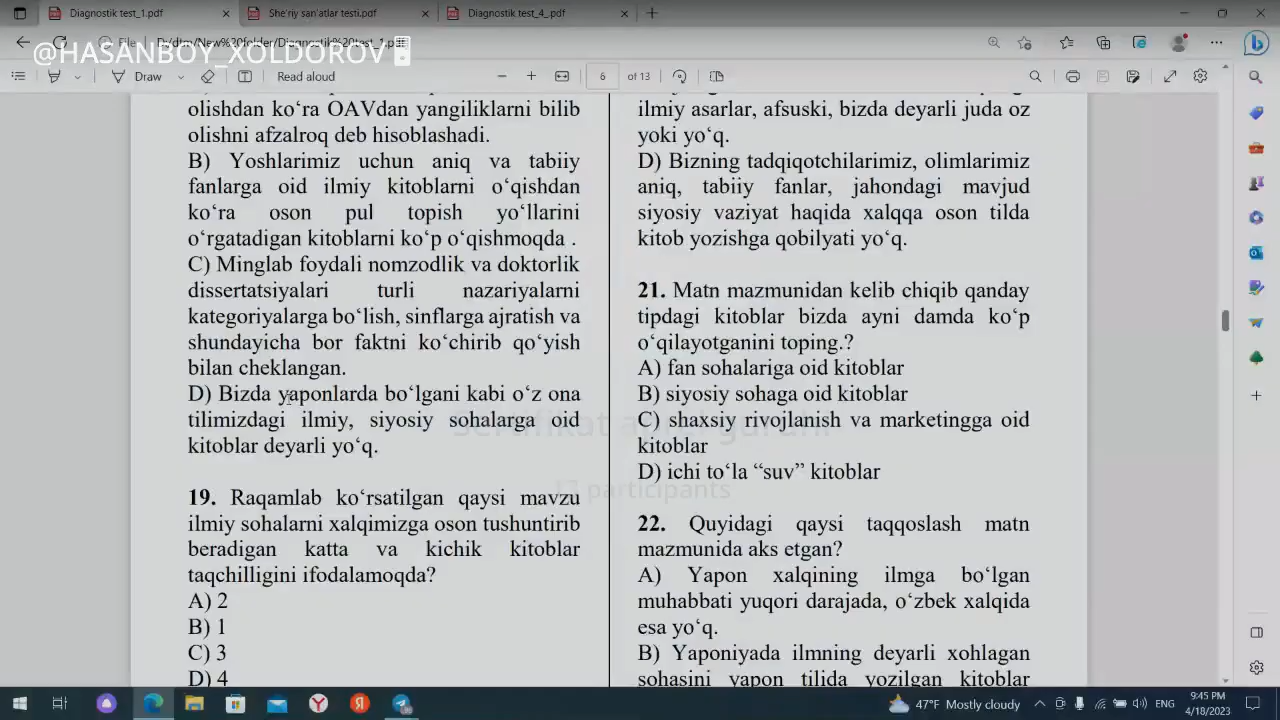 Diagnostik test_1.pdf
She'riy san'atlar testi.pdf
Diagnostik test_4_.pdf
@HASANBOY_XOLDOROV
File
D:/dtm/New%20folder/Diagnostik%20test_1.pdf
Draw
Read aloud
6
of 13
olishdan ko‘ra OAVdan yangiliklarni bilib
olishni afzalroq deb hisoblashadi.
B) Yoshlarimiz uchun aniq va tabiiy
fanlarga oid ilmiy kitoblarni o‘qishdan
ko‘ra oson pul topish yo‘llarini
o‘rgatadigan kitoblarni ko‘p o‘qishmoqda .
C) Minglab foydali nomzodlik va doktorlik
dissertatsiyalari turli nazariyalarni
kategoriyalarga bo‘lish, sinflarga ajratish va
shundayicha bor faktni ko‘chirib qo‘yish
bilan cheklangan.
D) Bizda yaponlarda bo‘lgani kabi o‘z ona
tilimizdagi ilmiy, siyosiy sohalarga oid
kitoblar deyarli yo‘q.
19. Raqamlab ko‘rsatilgan qaysi mavzu
ilmiy sohalarni xalqimizga oson tushuntirib
beradigan katta va kichik kitoblar
taqchilligini ifodalamoqda?
A) 2
B) 1
C) 3
D) 4
ilmiy asarlar, afsuski, bizda deyarli juda oz
yoki yo‘q.
D) Bizning tadqiqotchilarimiz, olimlarimiz
aniq, tabiiy fanlar, jahondagi mavjud
siyosiy vaziyat haqida xalqqa oson tilda
kitob yozishga qobilyati yo‘q.
21. Matn mazmunidan kelib chiqib qanday
tipdagi kitoblar bizda ayni damda ko‘p
o‘qilayotganini toping.?
A) fan sohalariga oid kitoblar
B) siyosiy sohaga oid kitoblar
C) shaxsiy rivojlanish va marketingga oid
kitoblar
D) ichi to‘la “suv” kitoblar
22. Quyidagi qaysi taqqoslash matn
mazmunida aks etgan?
A) Yapon xalqining ilmga bo‘lgan
muhabbati yuqori darajada, o‘zbek xalqida
esa yo‘q.
B) Yaponiyada ilmning deyarli xohlagan
sohasini yapon tilida yozilgan kitoblar
Sertifikat
participants
47°F Mostly cloudy
ENG
9:45 PM
4/18/2023